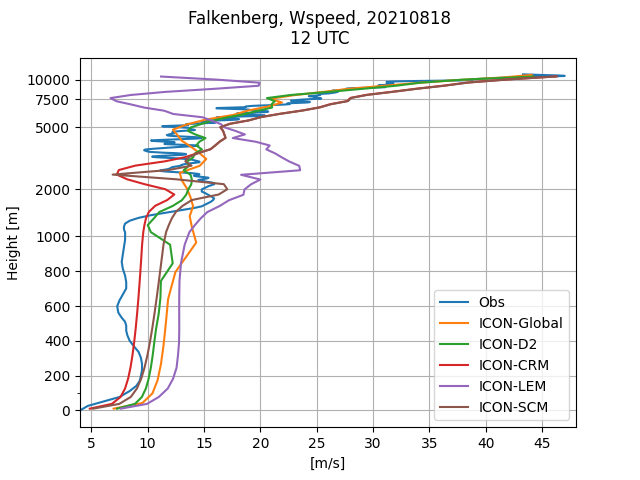 Falkenberg, Wspeed, 20210818
12 UTC
10000
7500
5000
2000
1000
800
600
400
200
0
Height [m]
5 10 15 20 25 30 35 40 45
[m/s]
Obs
ICON-Global
ICON-D2
ICON-CRM
ICON-LEM
ICON-SCM